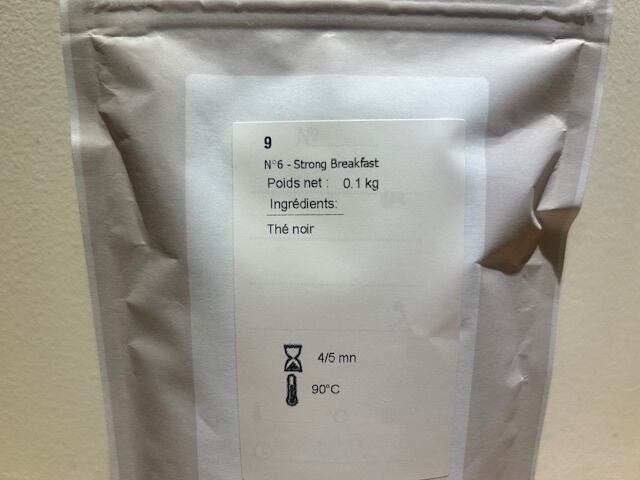 9
N°6 - Strong Breakfast
Poids net : 0.1 kg
Ingrédients:
Thé noir
4/5 mn
90°C
N°
°C